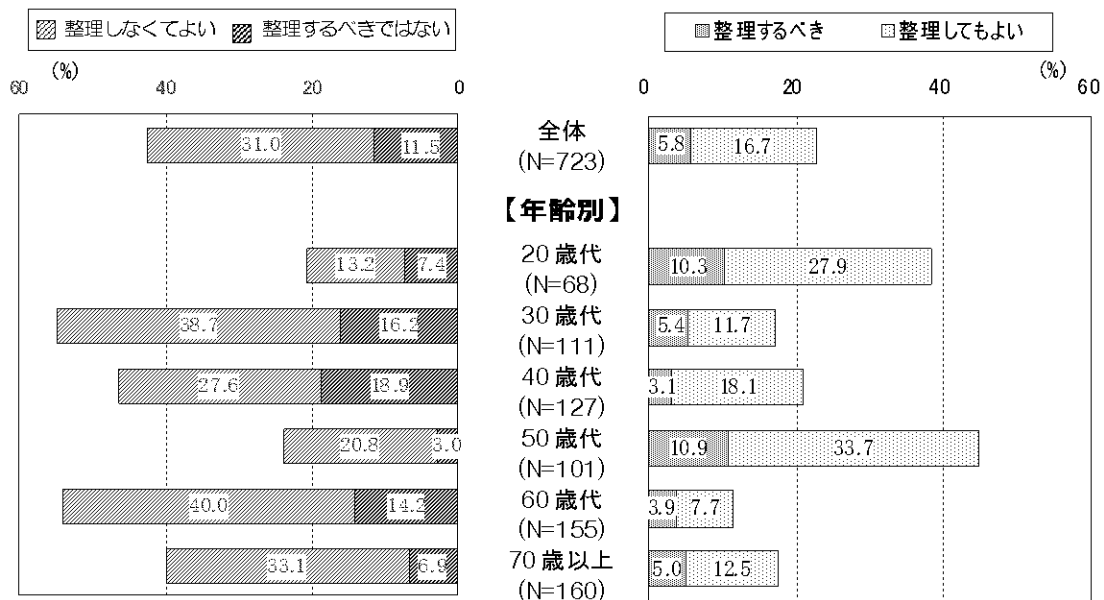 整理しなくてよい 整理するべきではない
整理するべき 整理してもよい
(%)
60 40 20 0
0 20 40 60
(%)
31.0 11.5 全体 5.8 16.7
(N=723)
【年齢別】
13.2 7.4 20歳代 10.3 27.9
(N=68)
38.7 16.2 30歳代 5.4 11.7
(N=111)
27.6 18.9 40歳代 3.1 18.1
(N=127)
20.8 3.0 50歳代 10.9 33.7
(N=101)
40.0 14.2 60歳代 3.9 7.7
(N=155)
33.1 6.9 70歳以上 5.0 12.5
(N=160)